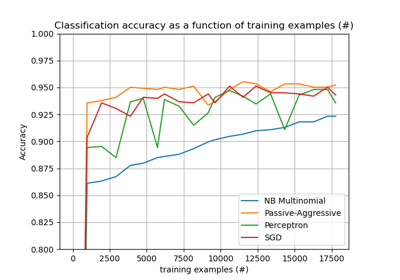 Classification accuracy as a function of training examples (#)
1.000
0.975
0.950
0.925
0.900
0.875
0.850
0.825
0.800
Accuracy
NB Multinomial
Passive-Aggressive
Perceptron
SGD
0 2500 5000 7500 10000 12500 15000 17500
training examples (#)